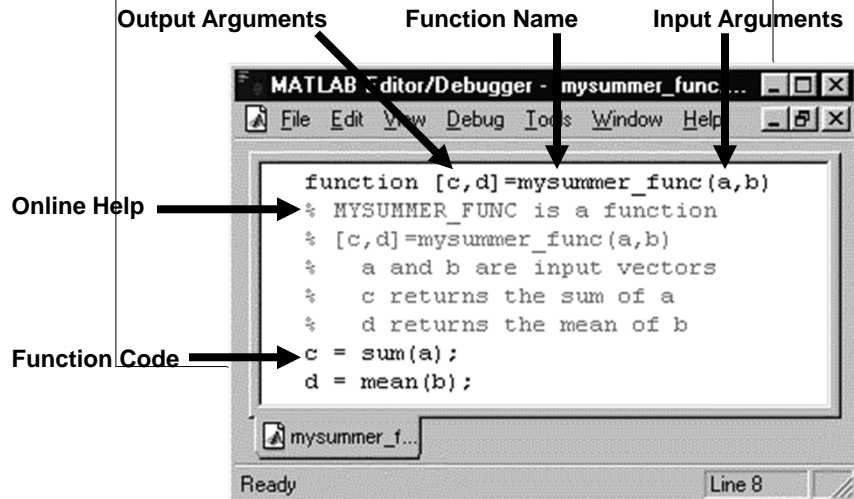 Output Arguments Function Name Input Arguments
MATLAB Editor/Debugger - mysummer_func....
File Edit View Debug Tools Window Help
function [c,d]=mysummer_func(a,b)
Online Help
% MYSUMMER_FUNC is a function
% [c,d]=mysummer_func(a,b)
% a and b are input vectors
% c returns the sum of a
% d returns the mean of b
Function Code
c = sum(a);
d = mean(b);
mysummer_f...
Ready Line 8